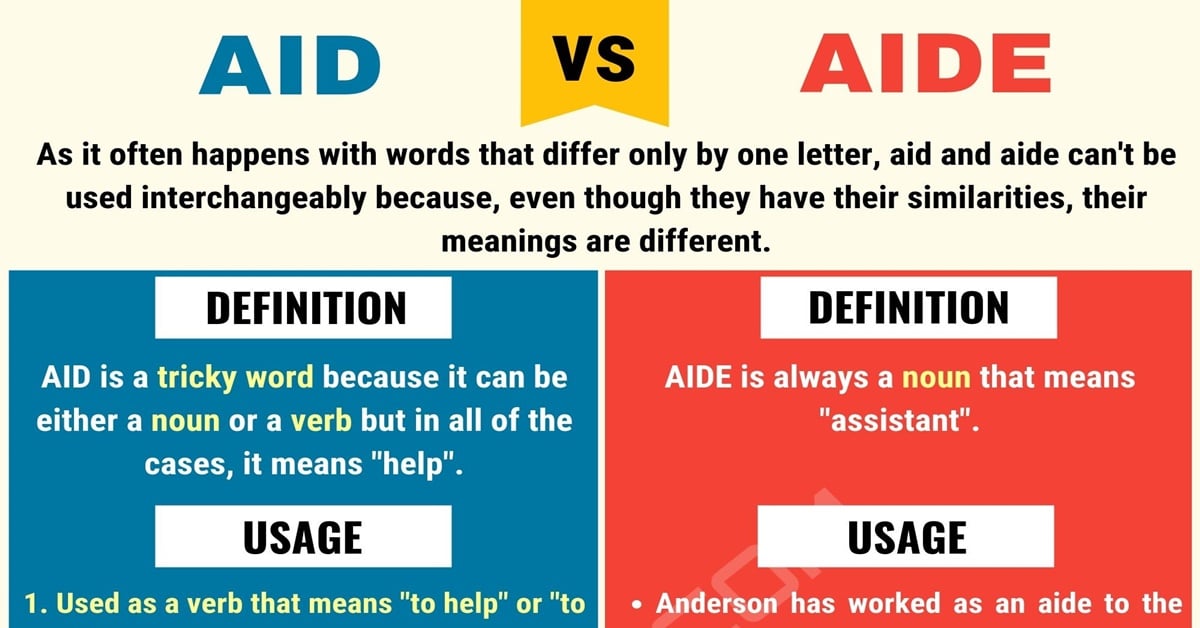 AID
VS
AIDE
As it often happens with words that differ only by one letter, aid and aide can't be
used interchangeably because, even though they have their similarities, their
meanings are different.
DEFINITION
AID is a tricky word because it can be
either a noun or a verb but in all of the
cases, it means "help".
USAGE
1. Used as a verb that means "to help" or "to
DEFINITION
AIDE is always a noun that means
"assistant".
USAGE
• Anderson has worked as an aide to the